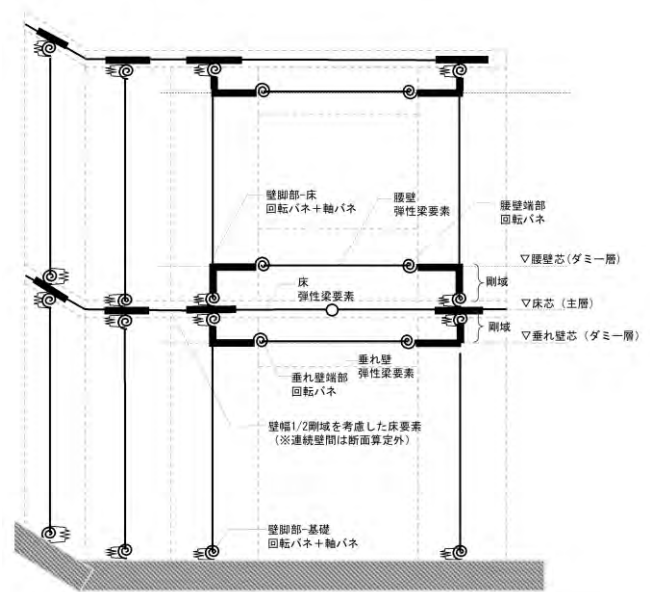 壁脚部-床
回転バネ＋軸バネ
腰壁
弾性梁要素
腰壁端部
回転バネ
▽腰壁芯(ダミー層)
剛域
床
弾性梁要素
▽床芯（主層）
剛域
▽垂れ壁芯（ダミー層）
垂れ壁
弾性梁要素
垂れ壁端部
回転バネ
壁幅1/2剛域を考慮した床要素
（※連続壁間は断面算定外）
壁脚部-基礎
回転バネ＋軸バネ